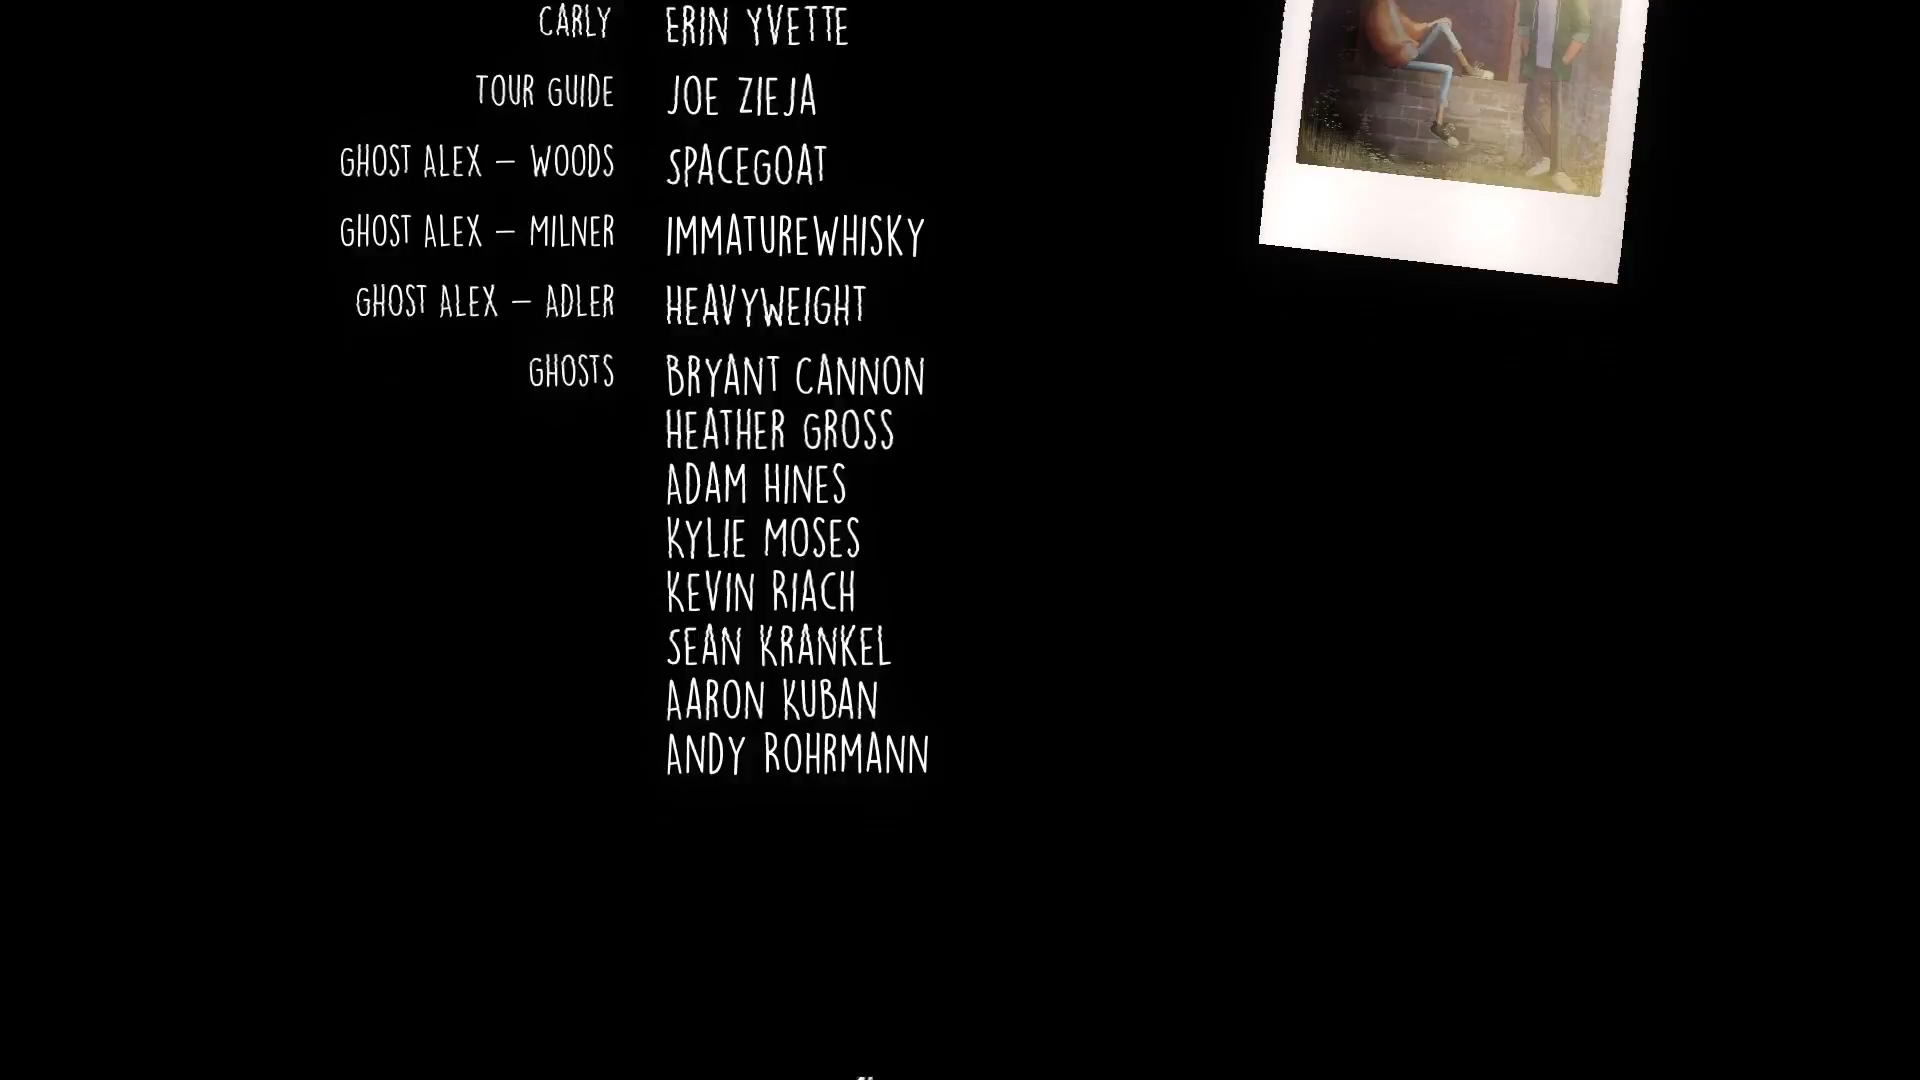 CARLY ERIN YVETTE
TOUR GUIDE JOE ZIEJA
GHOST ALEX – WOODS SPACEGOAT
GHOST ALEX – MILNER IMMATUREWHISKY
GHOST ALEX – ADLER HEAVYWEIGHT
GHOSTS BRYANT CANNON
HEATHER GROSS
ADAM HINES
KYLIE MOSES
KEVIN RIACH
SEAN KRANKEL
AARON KUBAN
ANDY ROHRMANN